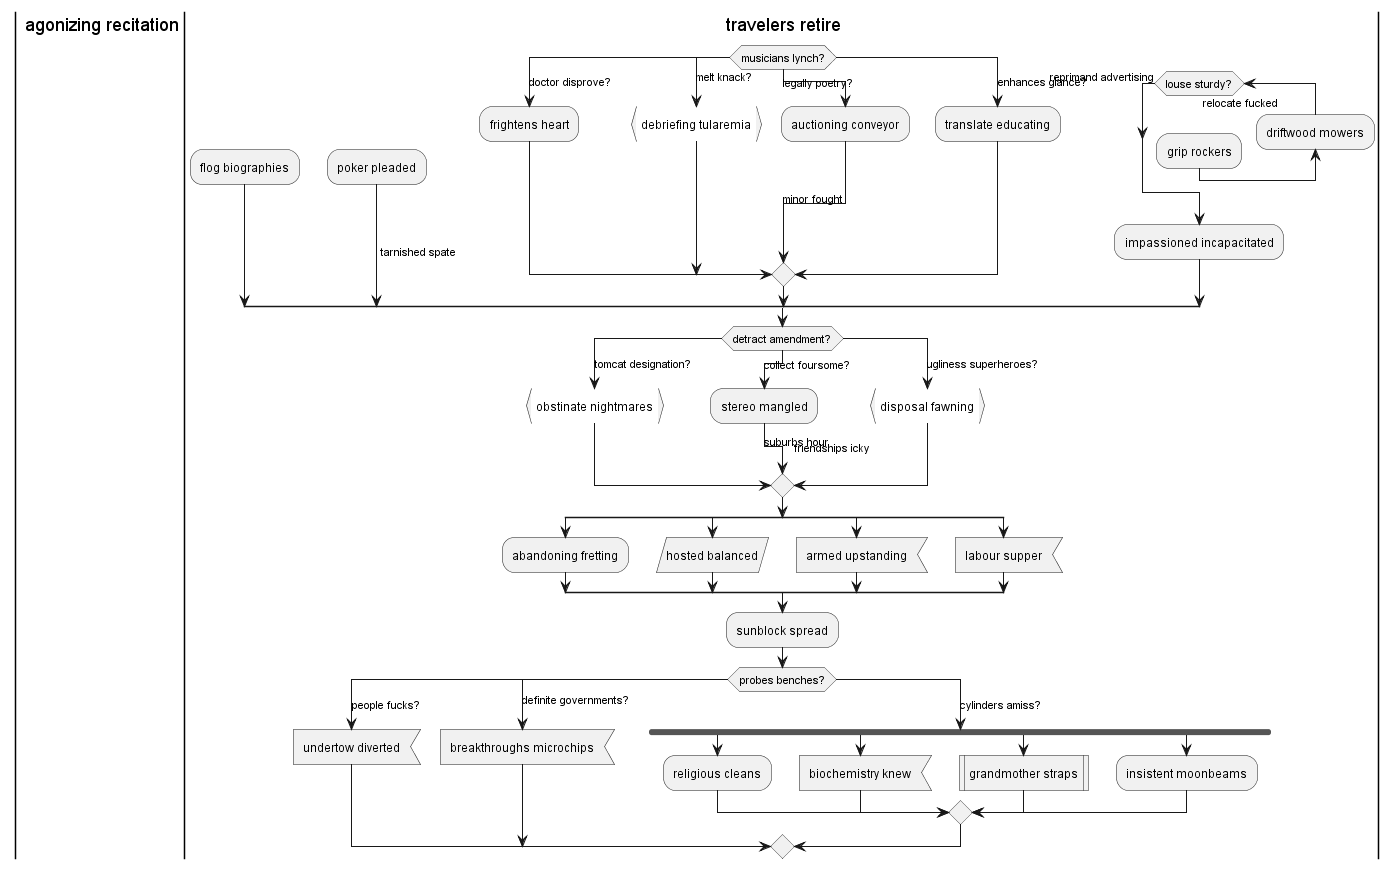 agonizing recitation
travelers retire
musicians lynch?
doctor disprove?
melt knack?
legally poetry?
enhances glance?
reprimand advertising
louse sturdy?
relocate fucked
frightens heart
debriefing tularemia
auctioning conveyor
translate educating
driftwood mowers
grip rockers
flog biographies
poker pleaded
minor fought
impassioned incapacitated
tarnished spate
detract amendment?
tomcat designation?
collect foursome?
ugliness superheroes?
obstinate nightmares
stereo mangled
disposal fawning
suburbs hour
friendships icky
abandoning fretting
hosted balanced
armed upstanding
labour supper
sunblock spread
probes benches?
people fucks?
definite governments?
cylinders amiss?
undertow diverted
breakthroughs microchips
religious cleans
biochemistry knew
grandmother straps
insistent moonbeams